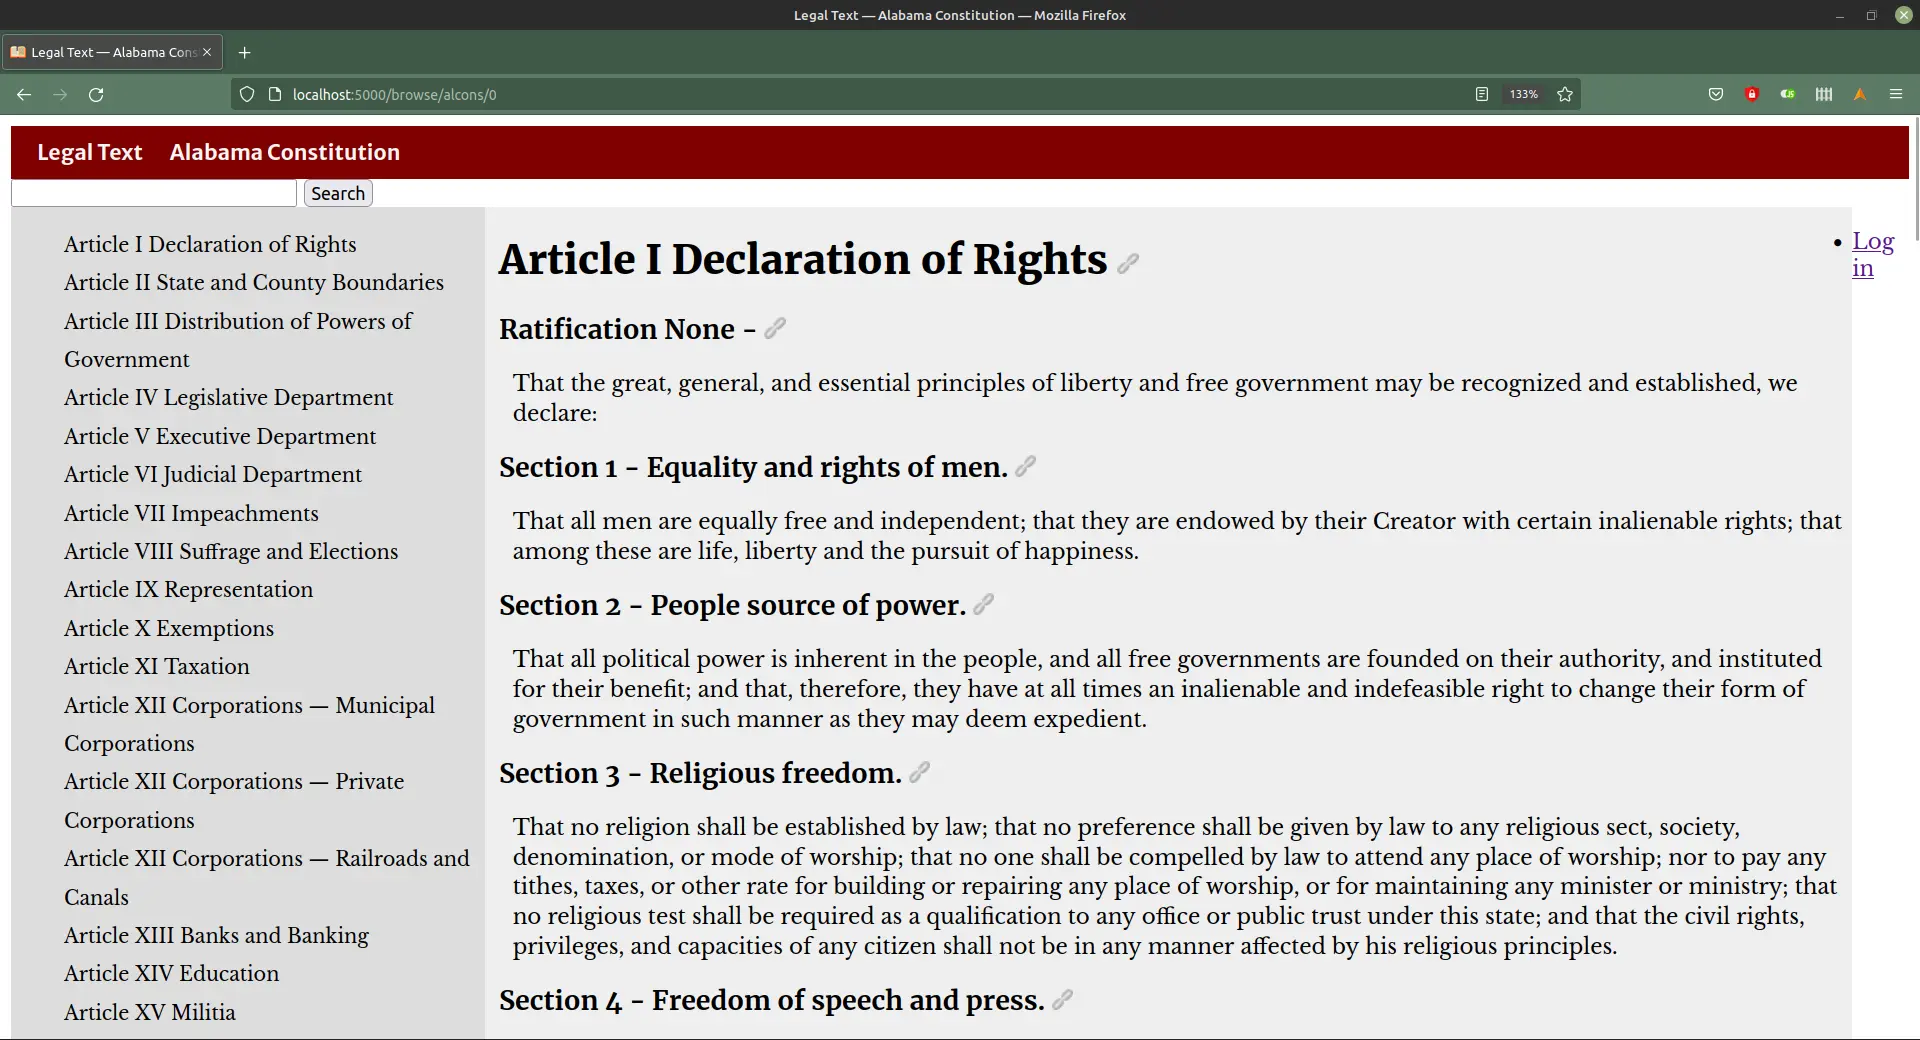 Legal Text — Alabama Constitution — Mozilla Firefox
Legal Text — Alabama Cons
localhost:5000/browse/alcons/0
133%
Legal Text Alabama Constitution
Search
Article I Declaration of Rights
Article II State and County Boundaries
Article III Distribution of Powers of
Government
Article IV Legislative Department
Article V Executive Department
Article VI Judicial Department
Article VII Impeachments
Article VIII Suffrage and Elections
Article IX Representation
Article X Exemptions
Article XI Taxation
Article XII Corporations — Municipal
Corporations
Article XII Corporations — Private
Corporations
Article XII Corporations — Railroads and
Canals
Article XIII Banks and Banking
Article XIV Education
Article XV Militia
Article I Declaration of Rights
Ratification None -
That the great, general, and essential principles of liberty and free government may be recognized and established, we
declare:
Section 1 - Equality and rights of men.
That all men are equally free and independent; that they are endowed by their Creator with certain inalienable rights; that
among these are life, liberty and the pursuit of happiness.
Section 2 - People source of power.
That all political power is inherent in the people, and all free governments are founded on their authority, and instituted
for their benefit; and that, therefore, they have at all times an inalienable and indefeasible right to change their form of
government in such manner as they may deem expedient.
Section 3 - Religious freedom.
That no religion shall be established by law; that no preference shall be given by law to any religious sect, society,
denomination, or mode of worship; that no one shall be compelled by law to attend any place of worship; nor to pay any
tithes, taxes, or other rate for building or repairing any place of worship, or for maintaining any minister or ministry; that
no religious test shall be required as a qualification to any office or public trust under this state; and that the civil rights,
privileges, and capacities of any citizen shall not be in any manner affected by his religious principles.
Section 4 - Freedom of speech and press.
• Log
in